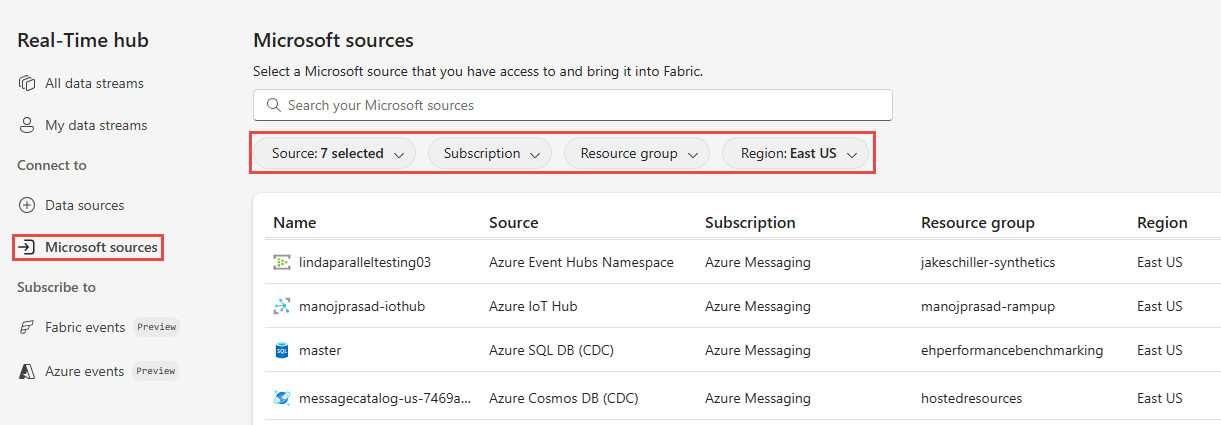 Real-Time hub
All data streams
My data streams
Connect to
Data sources
Microsoft sources
Subscribe to
Fabric events Preview
Azure events Preview
Microsoft sources
Select a Microsoft source that you have access to and bring it into Fabric.
Search your Microsoft sources
Source: 7 selected Subscription Resource group Region: East US
Name Source Subscription Resource group Region
lindaparalleltesting03 Azure Event Hubs Namespace Azure Messaging jakeschiller-synthetics East US
manojprasad-iothub Azure IoT Hub Azure Messaging manojprasad-rampup East US
SQL master Azure SQL DB (CDC) Azure Messaging ehperformancebenchmarking East US
messagecatalog-us-7469a... Azure Cosmos DB (CDC) Azure Messaging hostedresources East US